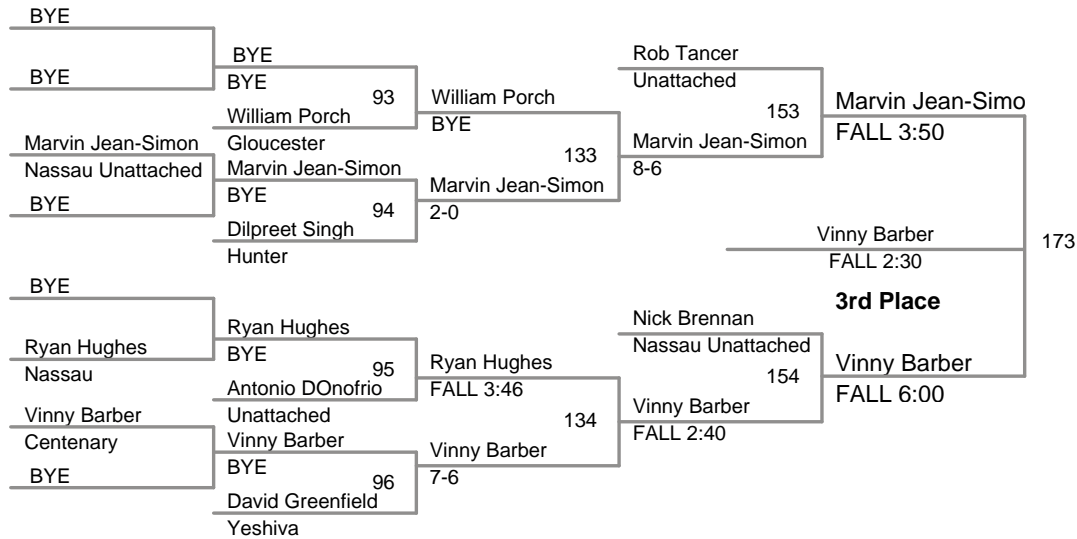 BYE
BYE
BYE
BYE
93
William Porch
Gloucester
William Porch
BYE
Rob Tancer
Unattached
153
Marvin Jean-Simo
FALL 3:50
Marvin Jean-Simon
Nassau Unattached
BYE
Marvin Jean-Simon
BYE
94
Dilpreet Singh
Hunter
133
Marvin Jean-Simon
2-0
Marvin Jean-Simon
8-6
Vinny Barber
FALL 2:30
173
3rd Place
BYE
Ryan Hughes
Nassau
Ryan Hughes
BYE
95
Antonio DOnofrio
Unattached
Ryan Hughes
FALL 3:46
Nick Brennan
Nassau Unattached
154
Vinny Barber
FALL 6:00
Vinny Barber
Centenary
BYE
Vinny Barber
BYE
96
David Greenfield
Yeshiva
134
Vinny Barber
7-6
Vinny Barber
FALL 2:40